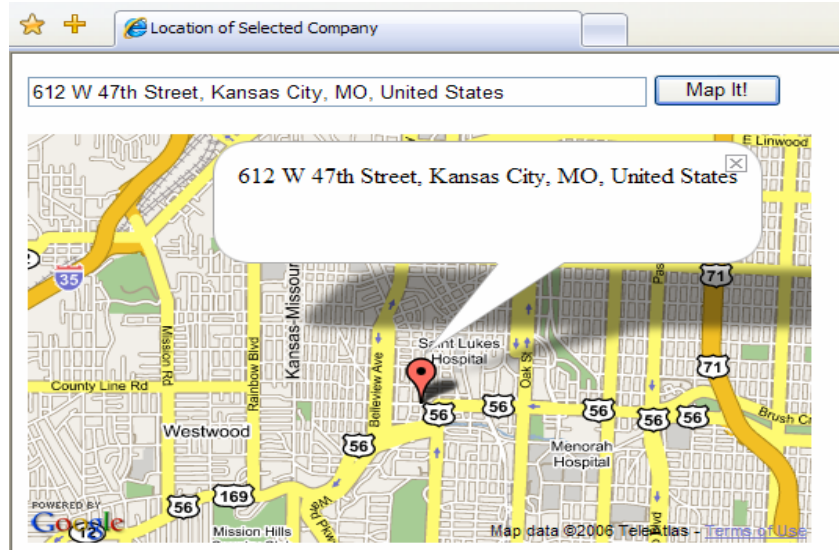 Location of Selected Company
612 W 47th Street, Kansas City, MO, United States
Map It!
E Linwood
612 W 47th Street, Kansas City, MO, United States
35
71
Kansas-Missour
Saint Lukes
Hospital
Mission Rd
Rainbow Blvd
Belleview Ave
Oak St
71
County Line Rd
56
56
56
56
56
Brush Cr
Westwood
56
Menorah
Hospital
169
56
POWERED BY
Google
Mission Hills
Map data ©2006 TeleAtlas - Terms of Use